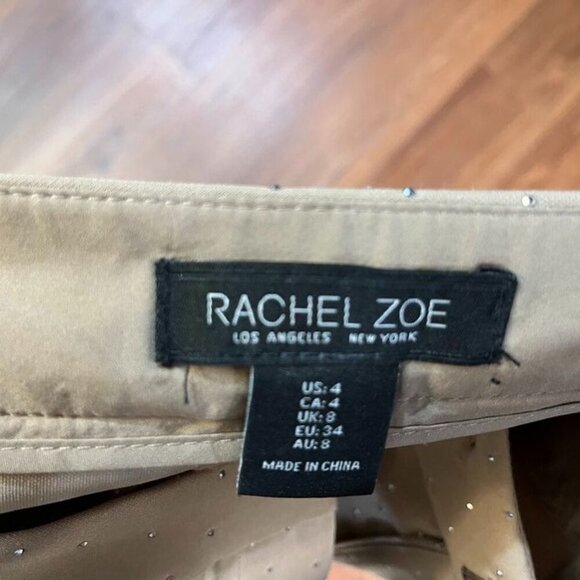 RACHEL ZOE
LOS ANGELES NEW YORK
US: 4
CA: 4
UK: 8
EU: 34
AU: 8
MADE IN CHINA